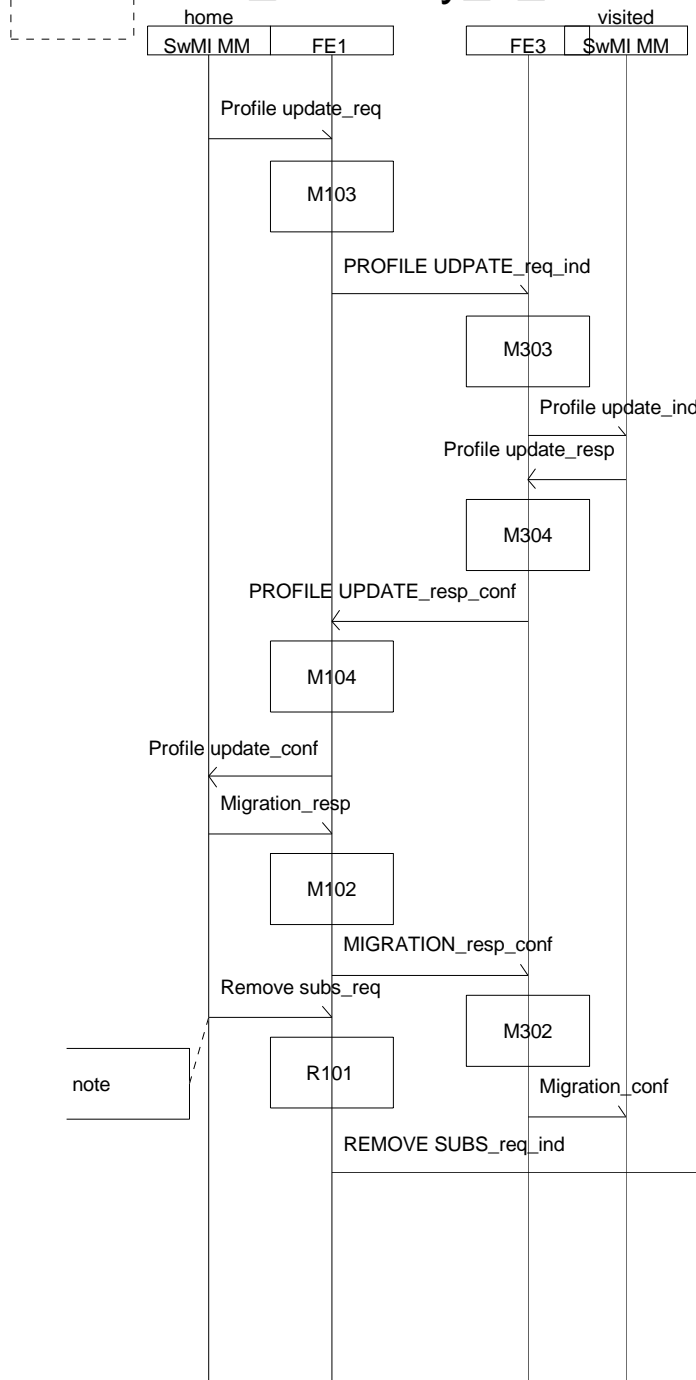 home visited
SwMI MM FE1 FE3 SwMI MM
Profile update_req
M103
PROFILE UDPATE_req_ind
M303
Profile update_ind
Profile update_resp
M304
PROFILE UPDATE_resp_conf
M104
Profile update_conf
Migration_resp
M102
MIGRATION_resp_conf
Remove subs_req
M302
R101
note
Migration_conf
REMOVE SUBS_req_ind